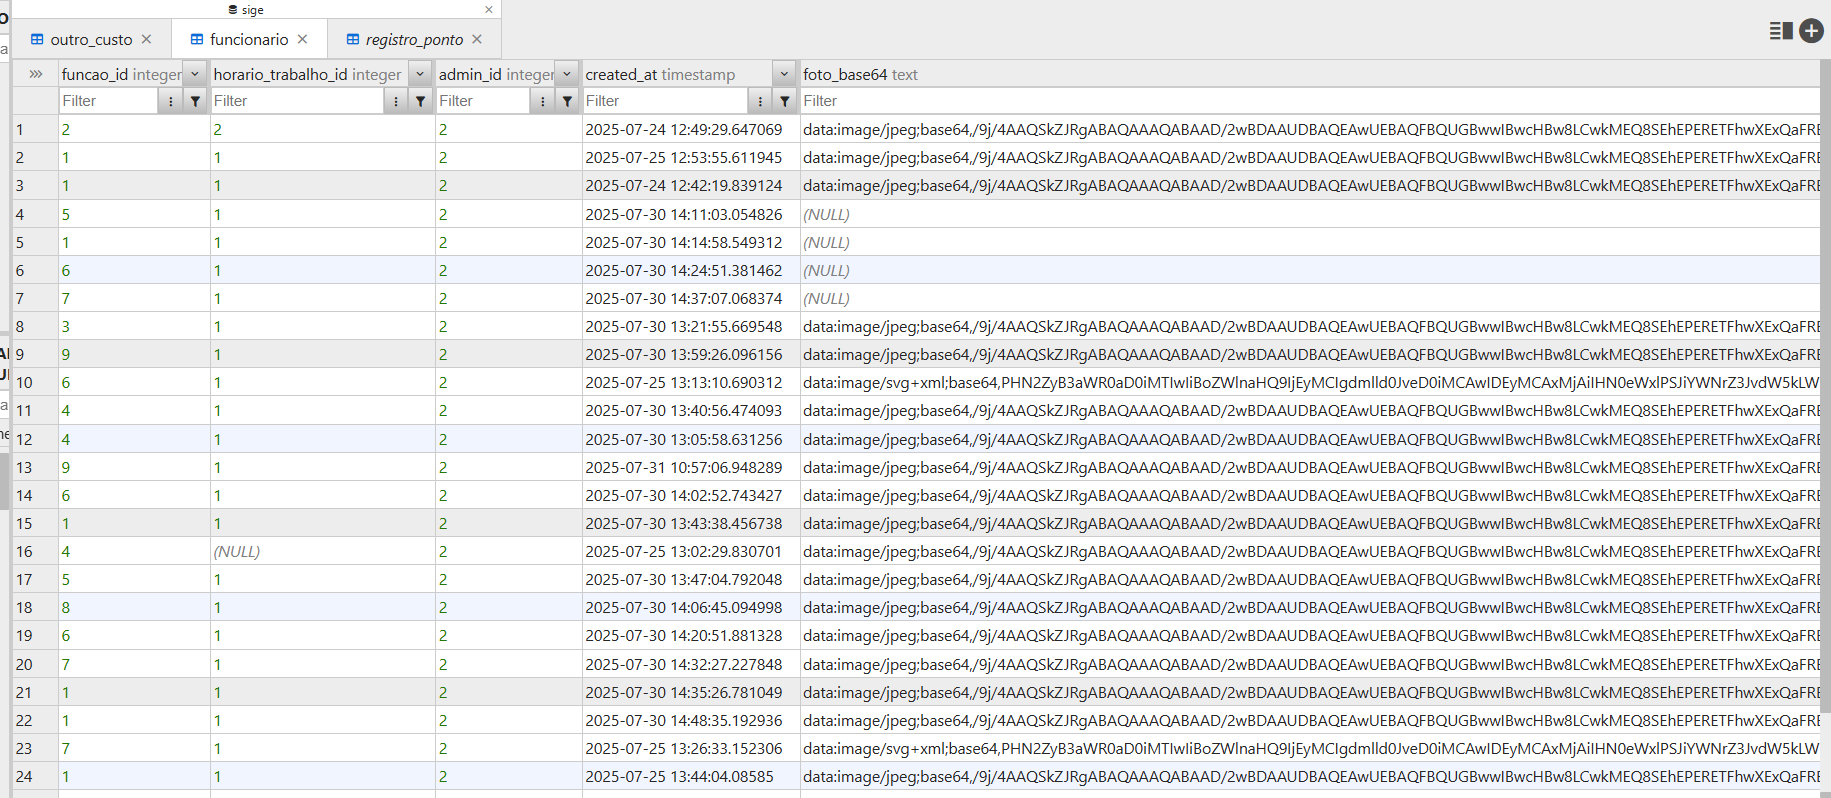 sige
outro_custo funcionario registro_ponto
funcao_id integer horario_trabalho_id integer admin_id integer created_at timestamp foto_base64 text
Filter Filter Filter Filter Filter
1 2 2 2 2025-07-24 12:49:29.647069 data:image/jpeg;base64,/9j/4AAQSkZJRgABAQAAAQABAAD/2wBDAAUDBAQEAwUEBAQFBQUGBwwIBwcHBw8LCwkMEQ8SEhEPERETFhwXExQaFRE
2 1 1 2 2025-07-25 12:53:55.611945 data:image/jpeg;base64,/9j/4AAQSkZJRgABAQAAAQABAAD/2wBDAAUDBAQEAwUEBAQFBQUGBwwIBwcHBw8LCwkMEQ8SEhEPERETFhwXExQaFRE
3 1 1 2 2025-07-24 12:42:19.839124 data:image/jpeg;base64,/9j/4AAQSkZJRgABAQAAAQABAAD/2wBDAAUDBAQEAwUEBAQFBQUGBwwIBwcHBw8LCwkMEQ8SEhEPERETFhwXExQaFRE
4 5 1 2 2025-07-30 14:11:03.054826 (NULL)
5 1 1 2 2025-07-30 14:14:58.549312 (NULL)
6 6 1 2 2025-07-30 14:24:51.381462 (NULL)
7 7 1 2 2025-07-30 14:37:07.068374 (NULL)
8 3 1 2 2025-07-30 13:21:55.669548 data:image/jpeg;base64,/9j/4AAQSkZJRgABAQAAAQABAAD/2wBDAAUDBAQEAwUEBAQFBQUGBwwIBwcHBw8LCwkMEQ8SEhEPERETFhwXExQaFRE
9 9 1 2 2025-07-30 13:59:26.096156 data:image/jpeg;base64,/9j/4AAQSkZJRgABAQAAAQABAAD/2wBDAAUDBAQEAwUEBAQFBQUGBwwIBwcHBw8LCwkMEQ8SEhEPERETFhwXExQaFRE
10 6 1 2 2025-07-25 13:13:10.690312 data:image/svg+xml;base64,PHN2ZyB3aWR0aD0iMTIwIiBoZWlnaHQ9IjEyMCIgdmlld0JveD0iMCAwIDEyMCAxMjAiIHN0eWxlPSJiYWNrZ3JvdW5kLW
11 4 1 2 2025-07-30 13:40:56.474093 data:image/jpeg;base64,/9j/4AAQSkZJRgABAQAAAQABAAD/2wBDAAUDBAQEAwUEBAQFBQUGBwwIBwcHBw8LCwkMEQ8SEhEPERETFhwXExQaFRE
12 4 1 2 2025-07-30 13:05:58.631256 data:image/jpeg;base64,/9j/4AAQSkZJRgABAQAAAQABAAD/2wBDAAUDBAQEAwUEBAQFBQUGBwwIBwcHBw8LCwkMEQ8SEhEPERETFhwXExQaFRE
13 9 1 2 2025-07-31 10:57:06.948289 data:image/jpeg;base64,/9j/4AAQSkZJRgABAQAAAQABAAD/2wBDAAUDBAQEAwUEBAQFBQUGBwwIBwcHBw8LCwkMEQ8SEhEPERETFhwXExQaFRE
14 6 1 2 2025-07-30 14:02:52.743427 data:image/jpeg;base64,/9j/4AAQSkZJRgABAQAAAQABAAD/2wBDAAUDBAQEAwUEBAQFBQUGBwwIBwcHBw8LCwkMEQ8SEhEPERETFhwXExQaFRE
15 1 1 2 2025-07-30 13:43:38.456738 data:image/jpeg;base64,/9j/4AAQSkZJRgABAQAAAQABAAD/2wBDAAUDBAQEAwUEBAQFBQUGBwwIBwcHBw8LCwkMEQ8SEhEPERETFhwXExQaFRE
16 4 (NULL) 2 2025-07-25 13:02:29.830701 data:image/jpeg;base64,/9j/4AAQSkZJRgABAQAAAQABAAD/2wBDAAUDBAQEAwUEBAQFBQUGBwwIBwcHBw8LCwkMEQ8SEhEPERETFhwXExQaFRE
17 5 1 2 2025-07-30 13:47:04.792048 data:image/jpeg;base64,/9j/4AAQSkZJRgABAQAAAQABAAD/2wBDAAUDBAQEAwUEBAQFBQUGBwwIBwcHBw8LCwkMEQ8SEhEPERETFhwXExQaFRE
18 8 1 2 2025-07-30 14:06:45.094998 data:image/jpeg;base64,/9j/4AAQSkZJRgABAQAAAQABAAD/2wBDAAUDBAQEAwUEBAQFBQUGBwwIBwcHBw8LCwkMEQ8SEhEPERETFhwXExQaFRE
19 6 1 2 2025-07-30 14:20:51.881328 data:image/jpeg;base64,/9j/4AAQSkZJRgABAQAAAQABAAD/2wBDAAUDBAQEAwUEBAQFBQUGBwwIBwcHBw8LCwkMEQ8SEhEPERETFhwXExQaFRE
20 7 1 2 2025-07-30 14:32:27.227848 data:image/jpeg;base64,/9j/4AAQSkZJRgABAQAAAQABAAD/2wBDAAUDBAQEAwUEBAQFBQUGBwwIBwcHBw8LCwkMEQ8SEhEPERETFhwXExQaFRE
21 1 1 2 2025-07-30 14:35:26.781049 data:image/jpeg;base64,/9j/4AAQSkZJRgABAQAAAQABAAD/2wBDAAUDBAQEAwUEBAQFBQUGBwwIBwcHBw8LCwkMEQ8SEhEPERETFhwXExQaFRE
22 1 1 2 2025-07-30 14:48:35.192936 data:image/jpeg;base64,/9j/4AAQSkZJRgABAQAAAQABAAD/2wBDAAUDBAQEAwUEBAQFBQUGBwwIBwcHBw8LCwkMEQ8SEhEPERETFhwXExQaFRE
23 7 1 2 2025-07-25 13:26:33.152306 data:image/svg+xml;base64,PHN2ZyB3aWR0aD0iMTIwIiBoZWlnaHQ9IjEyMCIgdmlld0JveD0iMCAwIDEyMCAxMjAiIHN0eWxlPSJiYWNrZ3JvdW5kLW
24 1 1 2 2025-07-25 13:44:04.08585 data:image/jpeg;base64,/9j/4AAQSkZJRgABAQAAAQABAAD/2wBDAAUDBAQEAwUEBAQFBQUGBwwIBwcHBw8LCwkMEQ8SEhEPERETFhwXExQaFRE